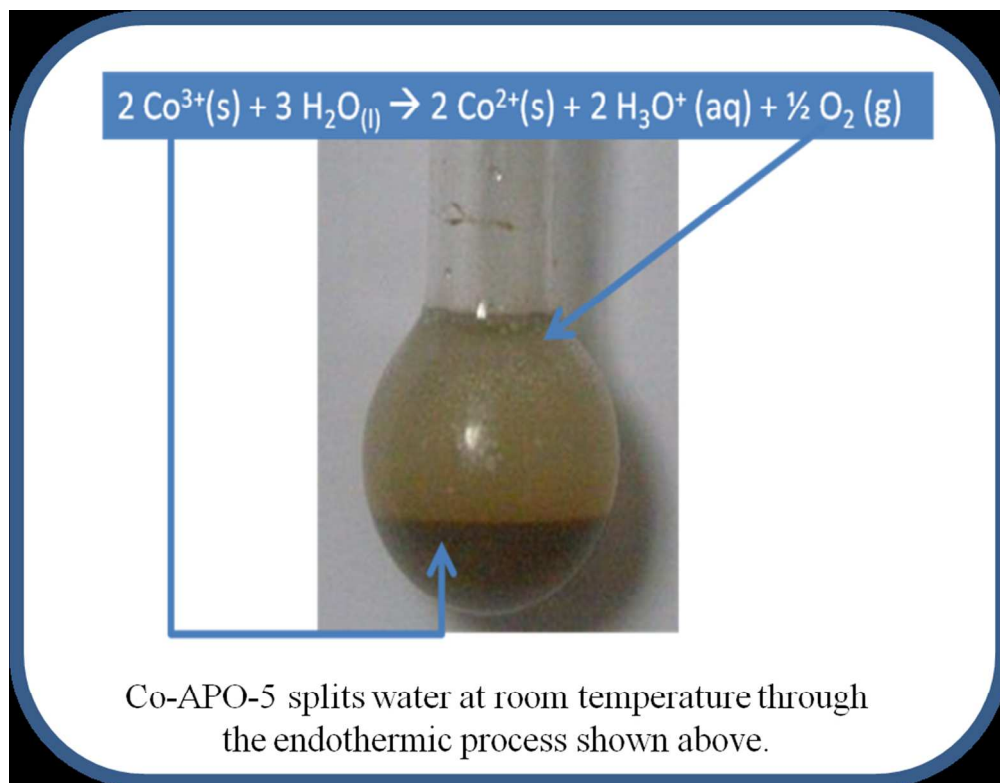 2 Co³⁺(s) + 3 H₂O₍ₗ₎ → 2 Co²⁺(s) + 2 H₃O⁺ (aq) + ½ O₂ (g)
Co-APO-5 splits water at room temperature through
the endothermic process shown above.